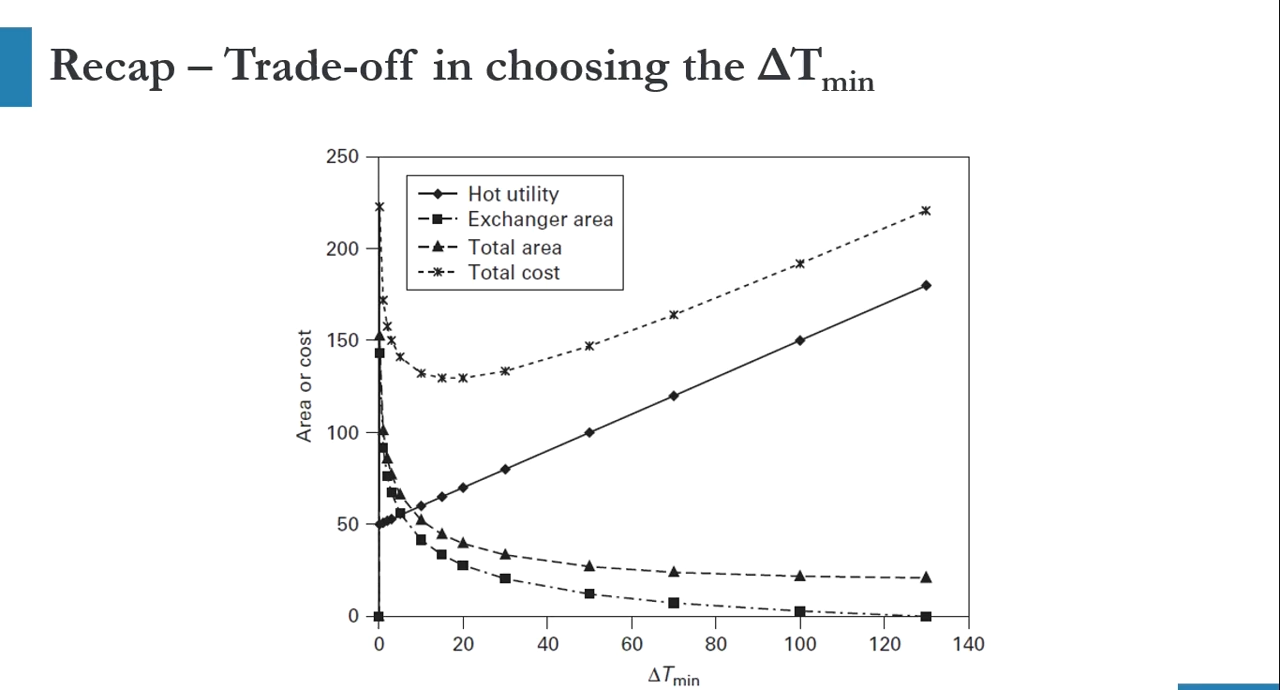 Recap – Trade-off in choosing the ΔTmin
250
200
150
100
50
0
Area or cost
Hot utility
Exchanger area
Total area
Total cost
0 20 40 60 80 100 120 140
ΔTmin